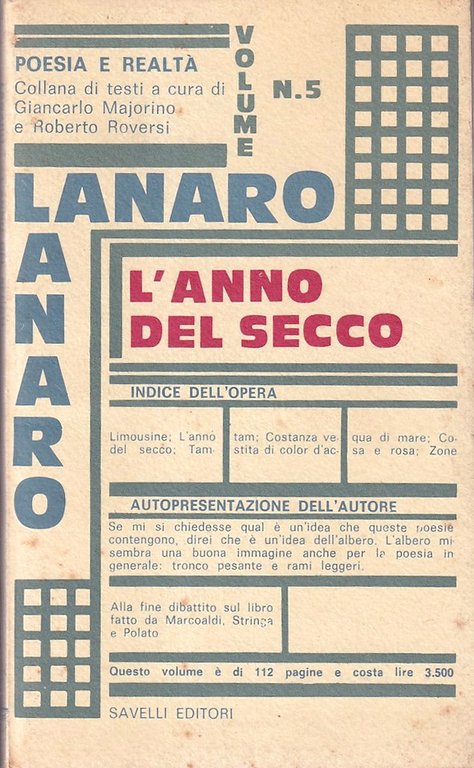 POESIA E REALTÀ
Collana di testi a cura di
Giancarlo Majorino
e Roberto Roversi
VOLUME
N.5
LANARO
LANARO
L'ANNO
DEL SECCO
INDICE DELL'OPERA
Limousine; L'anno
del secco; Tam-
tam; Costanza ve-
stita di color d'ac-
qua di mare; Co-
sa e rosa; Zone
AUTOPRESENTAZIONE DELL'AUTORE
Se mi si chiedesse qual è un'idea che queste poesie
contengono, direi che è un'idea dell'albero. L'albero mi
sembra una buona immagine anche per la poesia in
generale: tronco pesante e rami leggeri.
Alla fine dibattito sul libro
fatto da Marcoaldi, Stringa
e Polato
Questo volume è di 112 pagine e costa lire 3.500
SAVELLI EDITORI